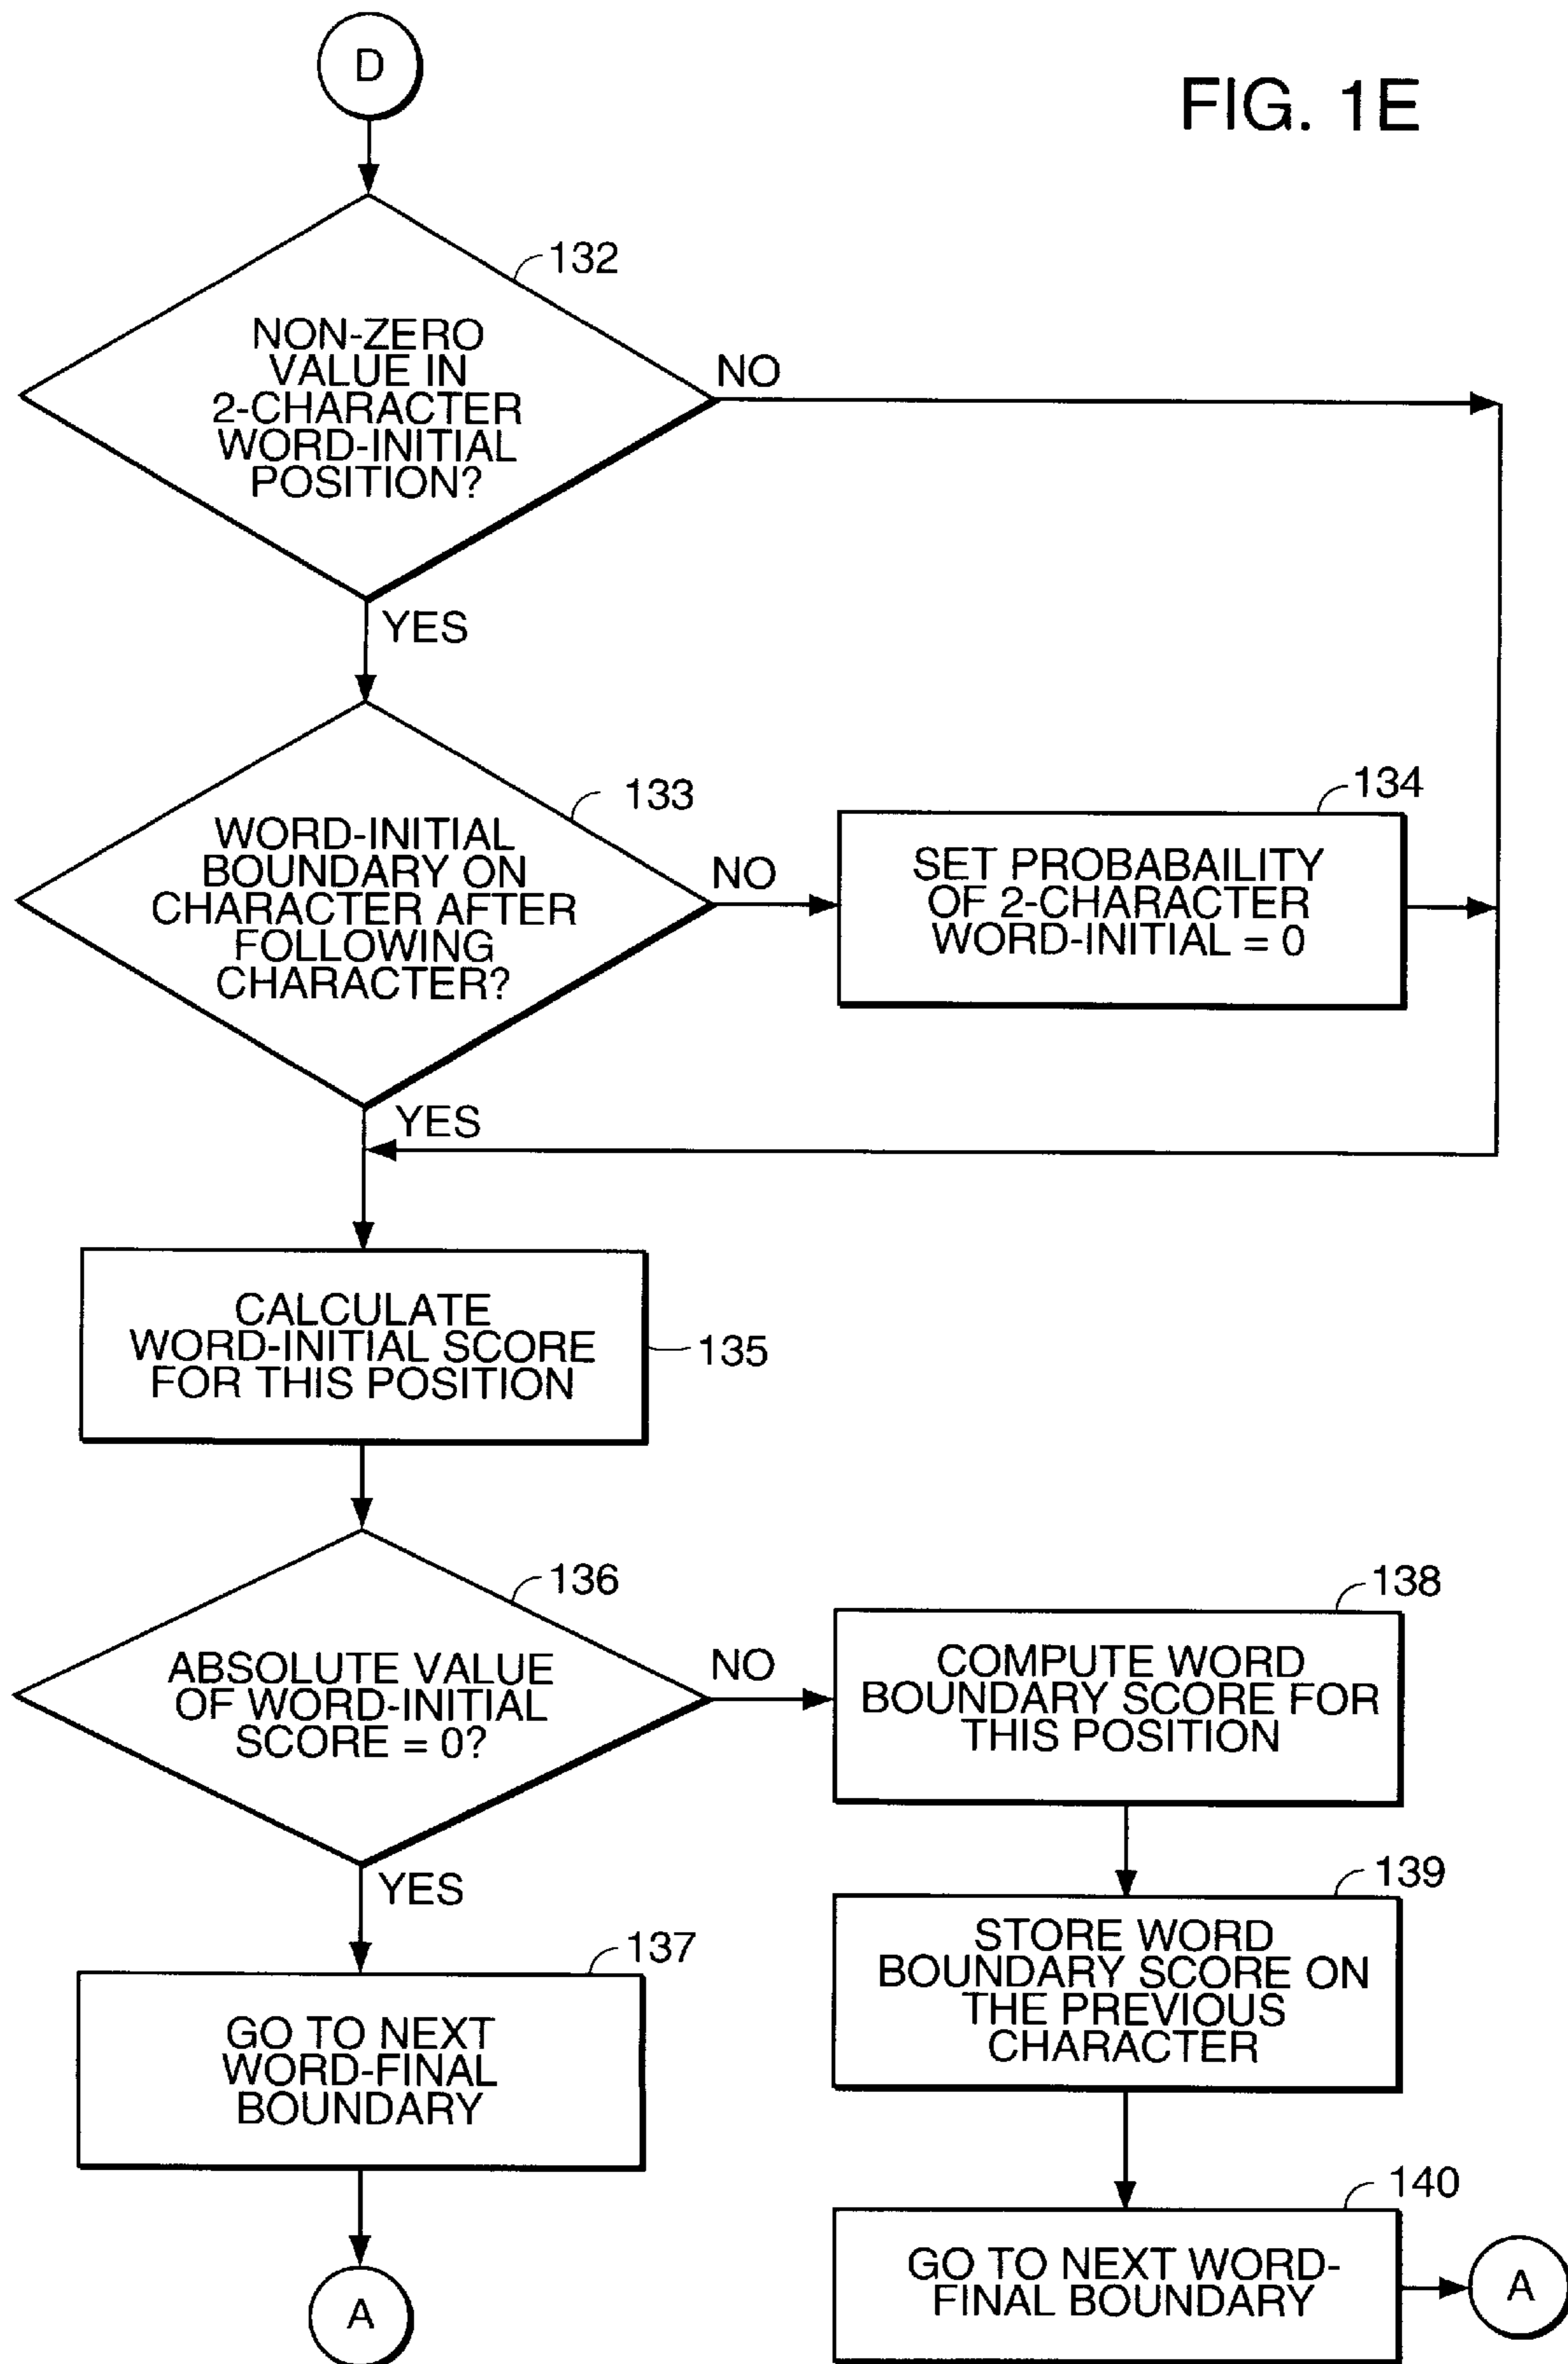 D
FIG. 1E
132
NON-ZERO
VALUE IN
2-CHARACTER
WORD-INITIAL
POSITION?
NO
YES
133
WORD-INITIAL
BOUNDARY ON
CHARACTER AFTER
FOLLOWING
CHARACTER?
NO
134
SET PROBABAILITY
OF 2-CHARACTER
WORD-INITIAL = 0
YES
CALCULATE
WORD-INITIAL SCORE
FOR THIS POSITION
135
136
ABSOLUTE VALUE
OF WORD-INITIAL
SCORE = 0?
NO
138
COMPUTE WORD
BOUNDARY SCORE FOR
THIS POSITION
YES
139
STORE WORD
BOUNDARY SCORE ON
THE PREVIOUS
CHARACTER
137
GO TO NEXT
WORD-FINAL
BOUNDARY
140
GO TO NEXT WORD-
FINAL BOUNDARY
A
A